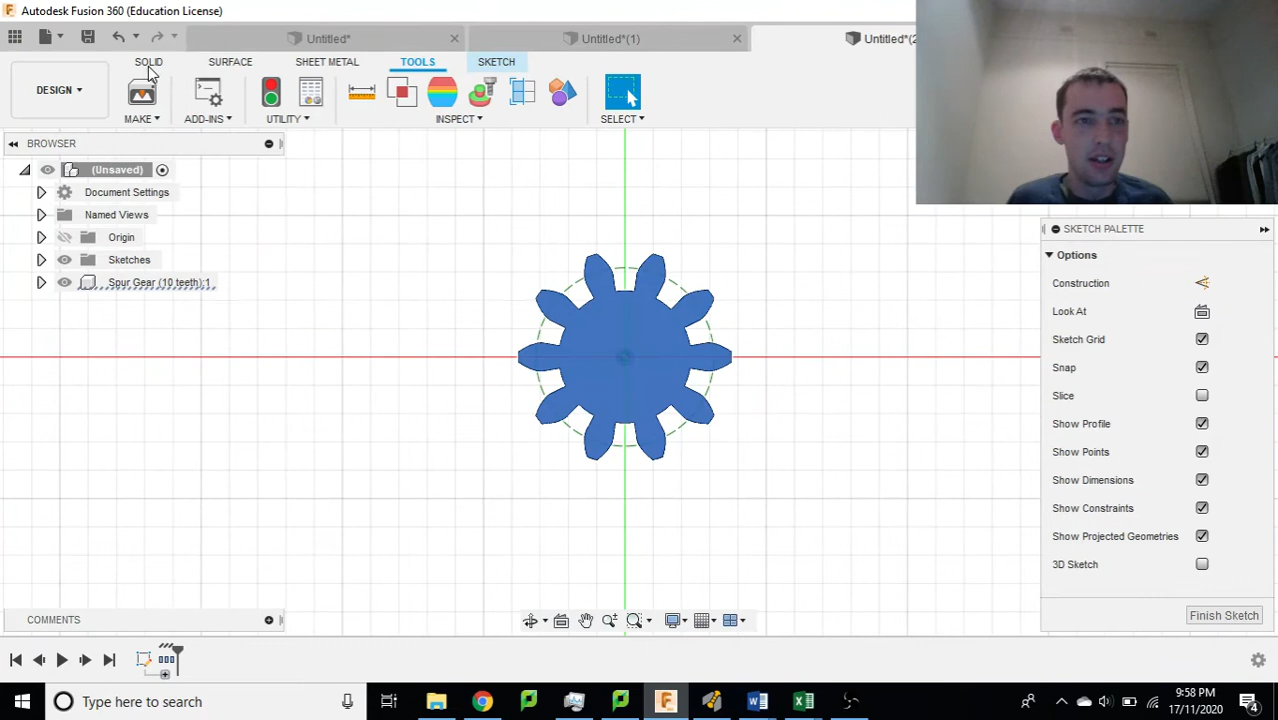 Autodesk Fusion 360 (Education License)
Untitled*
Untitled*(1)
Untitled*(2
SOLID
SURFACE
SHEET METAL
TOOLS
SKETCH
DESIGN
MAKE
ADD-INS
UTILITY
INSPECT
SELECT
BROWSER
(Unsaved)
Document Settings
Named Views
Origin
Sketches
Spur Gear (10 teeth):1
SKETCH PALETTE
Options
Construction
Look At
Sketch Grid
Snap
Slice
Show Profile
Show Points
Show Dimensions
Show Constraints
Show Projected Geometries
3D Sketch
Finish Sketch
COMMENTS
Type here to search
9:58 PM
17/11/2020
4